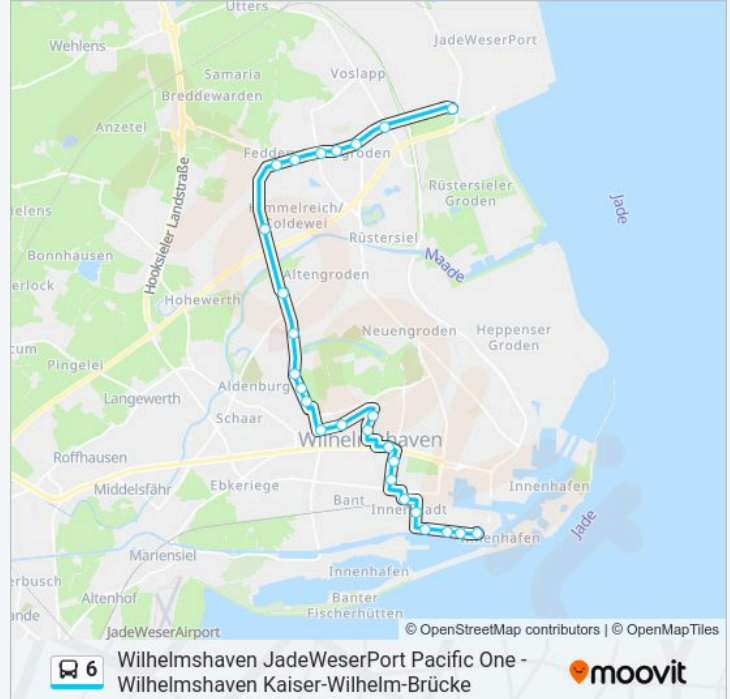 Utters
JadeWeserPort
Wehlens
Samaria
Voslapp
Breddewarden
Anzetel
Hooksieler Landstraße
Rüstersieler
Groden
Jade
Rüstersiel
Maade
Bonnhausen
Altengroden
Hohewerth
Neuengroden
Heppenser
Groden
Pingelei
Aldenburg
Langewerth
Schaar
Roffhausen
Ebkeriege
Middelsfähr
Bant
Innenhafen
Jade
Mariensiel
Innenhafen
Banter
Fischerhütten
Altenhof
JadeWeserAirport
© OpenStreetMap contributors | © OpenMapTiles
6
Wilhelmshaven JadeWeserPort Pacific One -
Wilhelmshaven Kaiser-Wilhelm-Brücke
moovit